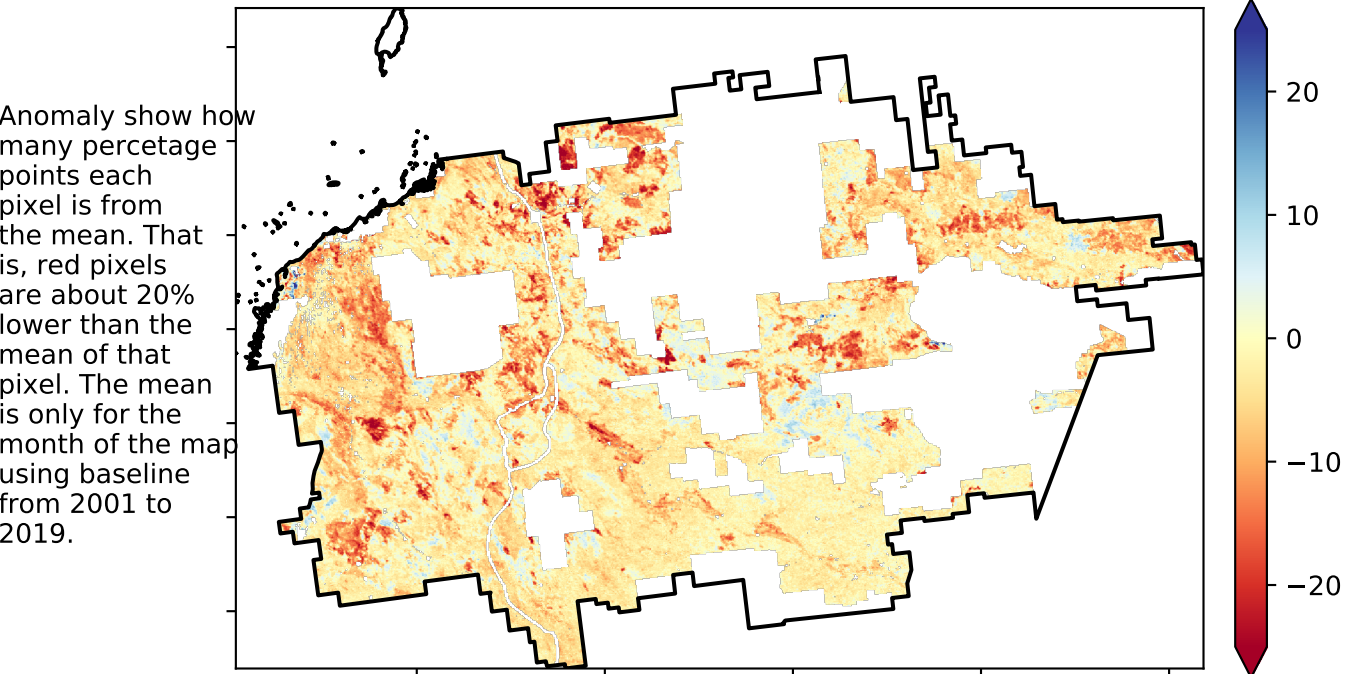 Anomaly show how
many percetage
points each
pixel is from
the mean. That
is, red pixels
are about 20%
lower than the
mean of that
pixel. The mean
is only for the
month of the map
using baseline
from 2001 to
2019.
20
10
0
−10
−20